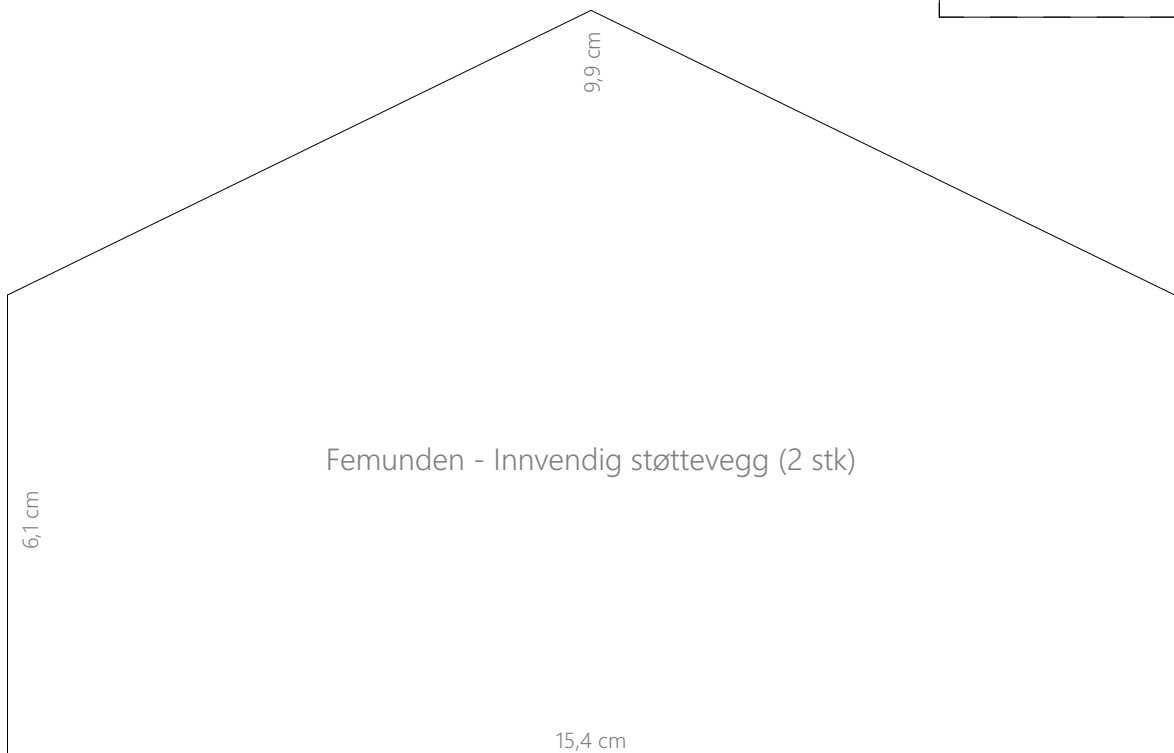 9,9 cm
Femunden - Innvendig støttevegg (2 stk)
6,1 cm
15,4 cm